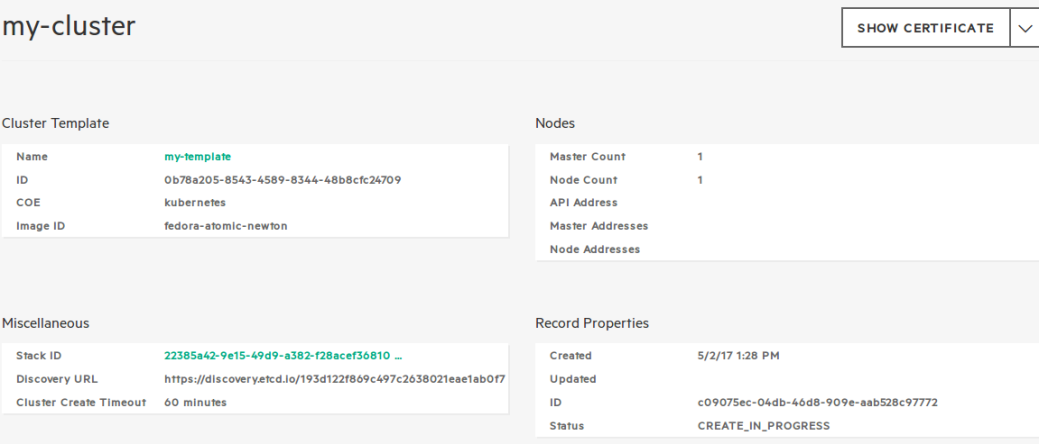 my-cluster
SHOW CERTIFICATE
Cluster Template
Name my-template
ID 0b78a205-8543-4589-8344-48b8cfc24709
COE kubernetes
Image ID fedora-atomic-newton
Nodes
Master Count 1
Node Count 1
API Address
Master Addresses
Node Addresses
Miscellaneous
Stack ID 22385a42-9e15-49d9-a382-f28acef36810 ...
Discovery URL https://discovery.etcd.io/193d122f869c497c2638021eae1ab0f7
Cluster Create Timeout 60 minutes
Record Properties
Created 5/2/17 1:28 PM
Updated
ID c09075ec-04db-46d8-909e-aab528c97772
Status CREATE_IN_PROGRESS